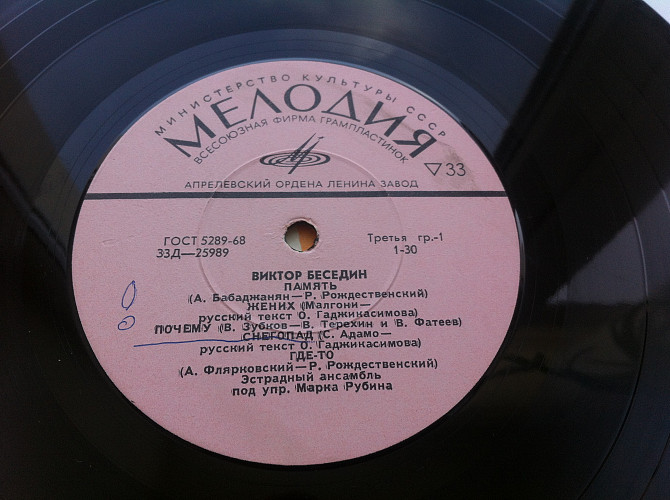 МИНИСТЕРСТВО КУЛЬТУРЫ СССР
МЕЛОДИЯ
ВСЕСОЮЗНАЯ ФИРМА ГРАМПЛАСТИНОК
▽33
АПРЕЛЕВСКИЙ ОРДЕНА ЛЕНИНА ЗАВОД
ГОСТ 5289-68
Третья гр.-1
33Д—25989
1-30
ВИКТОР БЕСЕДИН
ПАМЯТЬ
(А. Бабаджанян—Р. Рождественский)
ЖЕНИХ (Малгони—
русский текст О. Гаджикасимова)
ПОЧЕМУ (В. Зубков—В. Терехин и В. Фатеев)
СНЕГОПАД (С. Адамо—
русский текст О. Гаджикасимова)
ГДЕ-ТО
(А. Флярковский—Р. Рождественский)
Эстрадный ансамбль
под упр. Марка Рубина